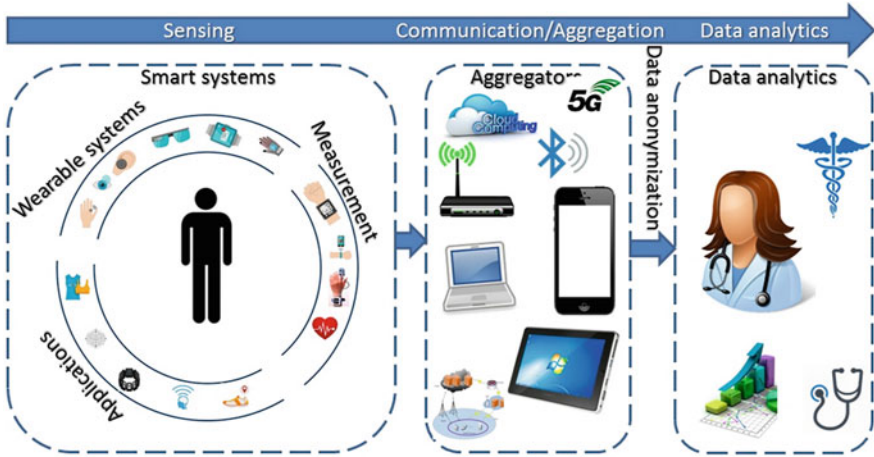 Sensing
Communication/Aggregation
Data analytics
Smart systems
Wearable systems
Measurement
Applications
Aggregators
Cloud
Computing
5G
Data anonymization
Data analytics